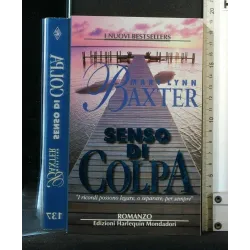 I NUOVI BESTSELLERS
MARY LYNN
BAXTER
SENSO
DI
COLPA
"I ricordi possono legare, o separare, per sempre"
ROMANZO
Edizioni Harlequin Mondadori
SENSO DI COLPA
BAXTER
137